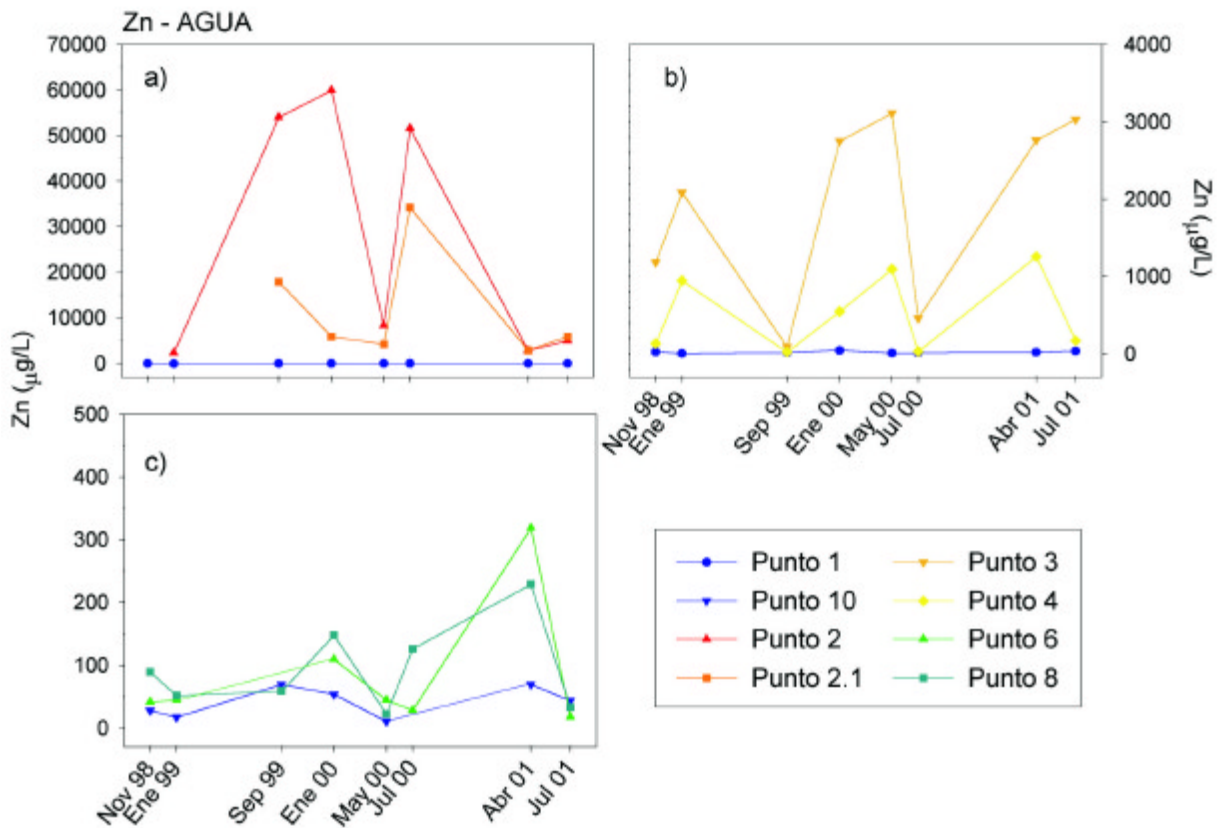 Zn - AGUA
a)
70000
60000
50000
40000
30000
20000
10000
0
Zn (µg/L)
b)
4000
3000
2000
1000
0
Zn (µg/L)
Nov 98
Ene 99
Sep 99
Ene 00
May 00
Jul 00
Abr 01
Jul 01
c)
500
400
300
200
100
0
Nov 98
Ene 99
Sep 99
Ene 00
May 00
Jul 00
Abr 01
Jul 01
Punto 1
Punto 10
Punto 2
Punto 2.1
Punto 3
Punto 4
Punto 6
Punto 8